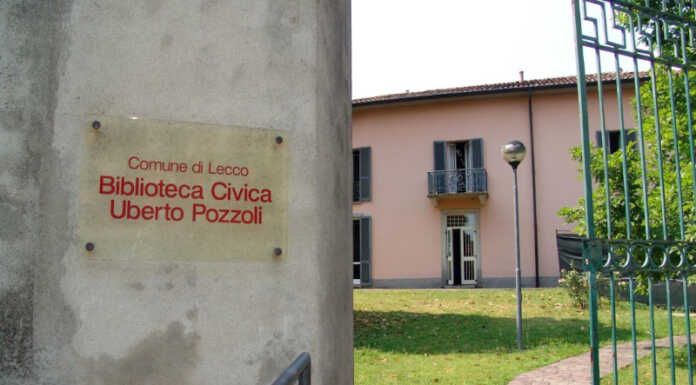 Comune di Lecco
Biblioteca Civica
Uberto Pozzoli